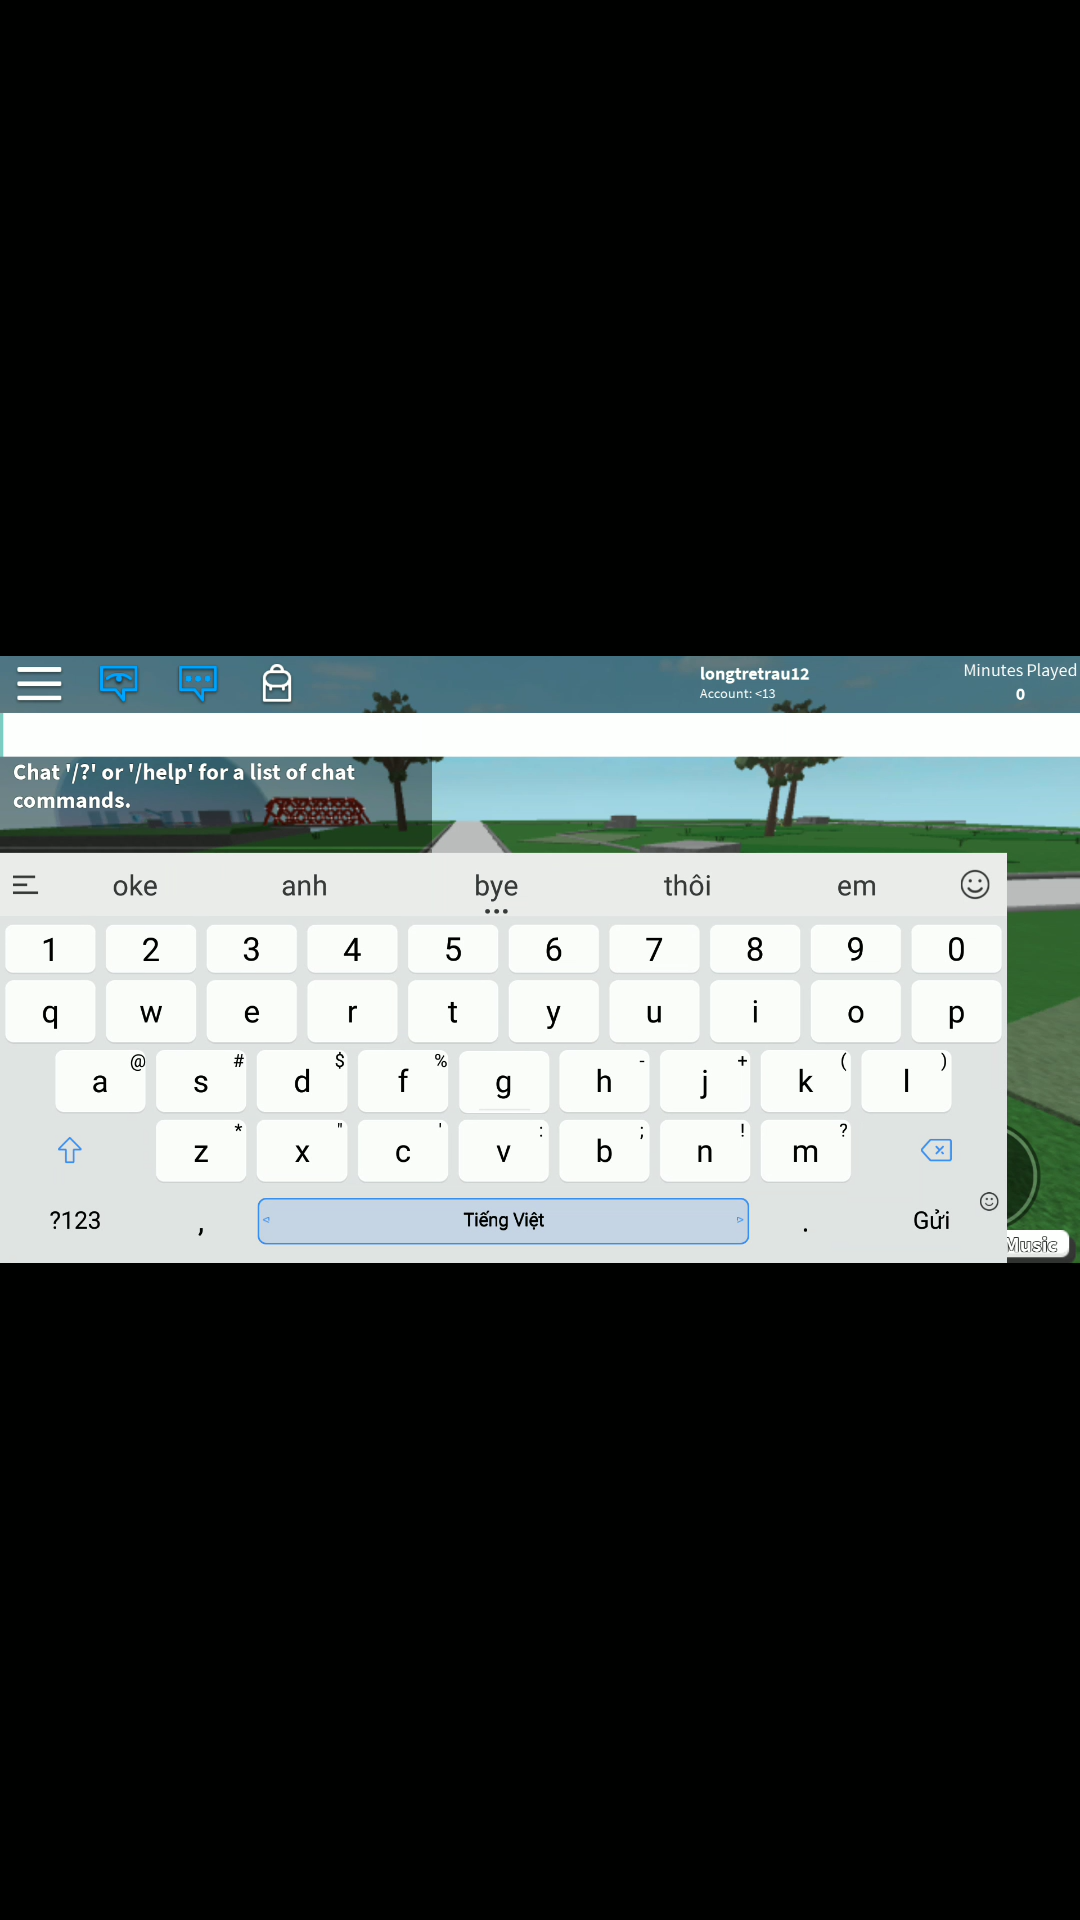 longtretrau12
Account: <13
Minutes Played
0
Chat '/?' or '/help' for a list of chat
commands.
oke anh bye thôi em
1 2 3 4 5 6 7 8 9 0
q w e r t y u i o p
@ # $ % - + ( )
a s d f g h j k l
* " ' : ; ! ?
z x c v b n m
?123 , Tiếng Việt . Gửi
Music